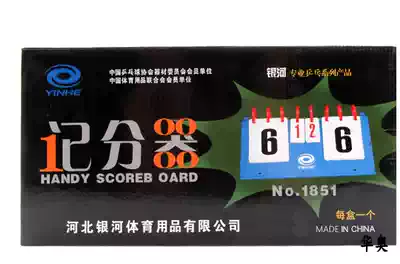 中国乒乓球协会器材委员会会员单位
中国体育用品联合会会员单位
YINHE
银河 专业乒乓系列产品
记分器
HANDY SCOREB OARD
6 1 2 6
YINHE
No.1851
河北银河体育用品有限公司
每盒一个
MADE IN CHINA
华奥